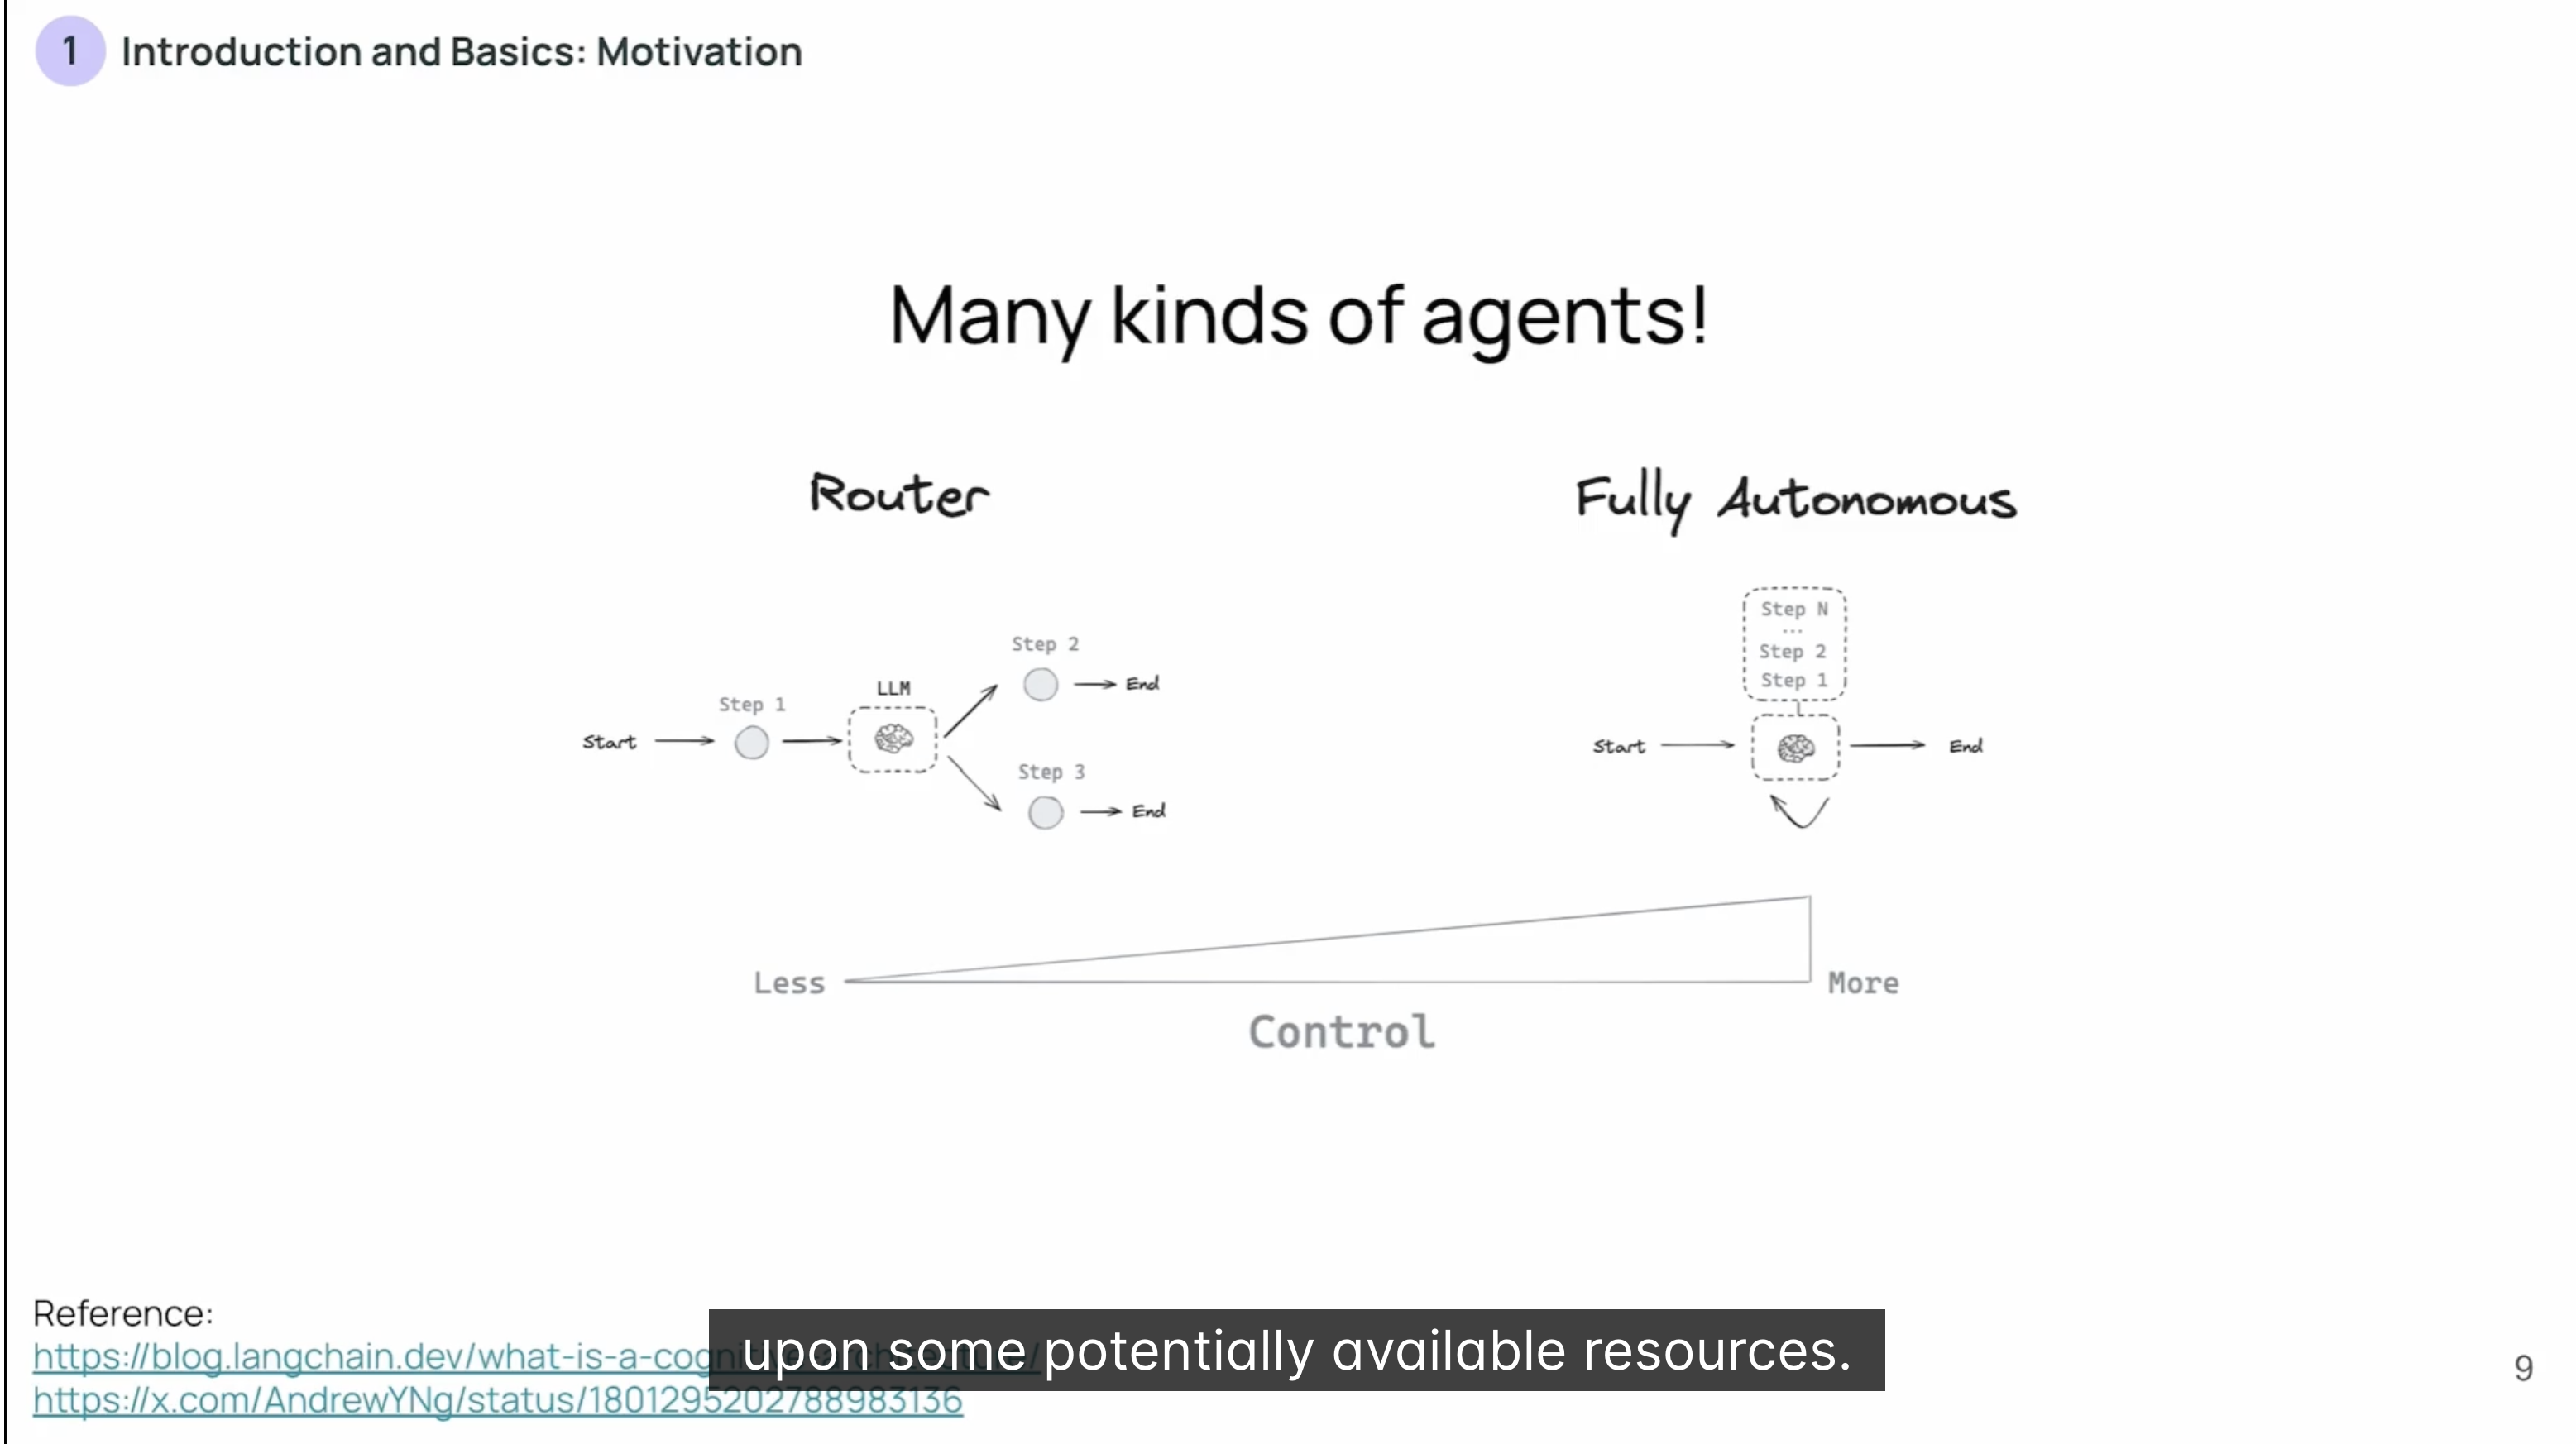 1 Introduction and Basics: Motivation
Many kinds of agents!
Router
Fully Autonomous
Step 2
End
LLM
Step 1
Start
Step 3
End
Step N
...
Step 2
Step 1
Start
End
Less
More
Control
Reference:
https://blog.langchain.dev/what-is-a-cognitive-architecture/
https://x.com/AndrewYNg/status/1801295202788983136
upon some potentially available resources.
9